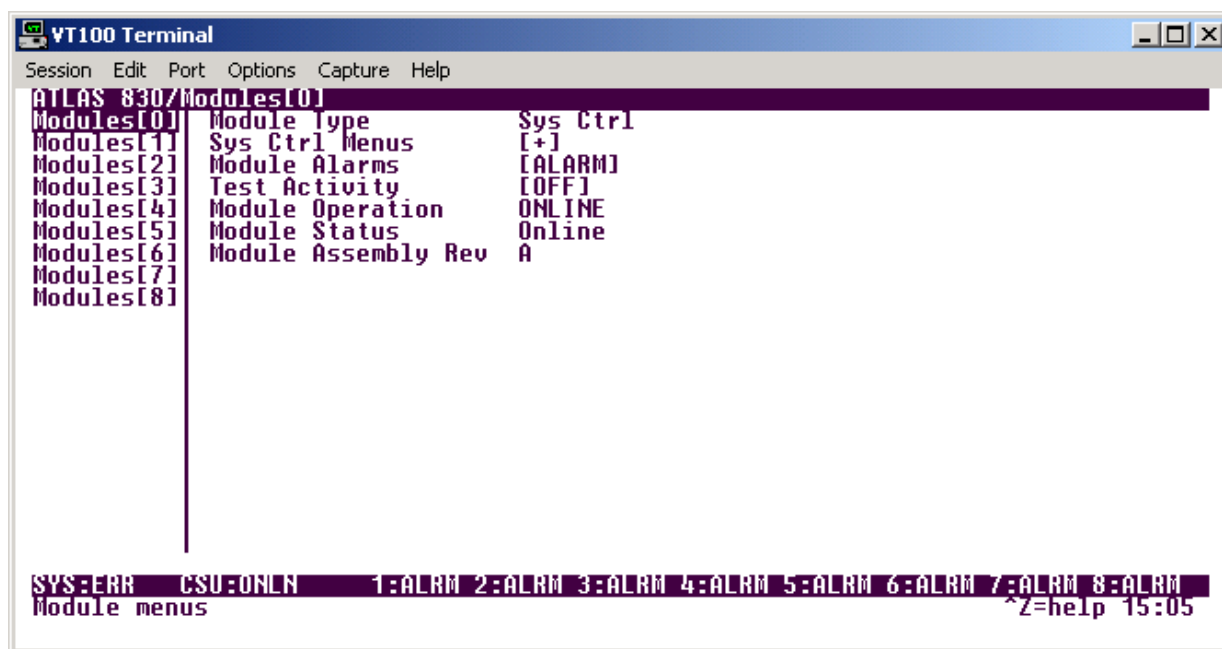 VT100 Terminal
Session Edit Port Options Capture Help
ATLAS 830/Modules[0]
Modules[0] Module Type Sys Ctrl
Modules[1] Sys Ctrl Menus [+]
Modules[2] Module Alarms [ALARM]
Modules[3] Test Activity [OFF]
Modules[4] Module Operation ONLINE
Modules[5] Module Status Online
Modules[6] Module Assembly Rev A
Modules[7]
Modules[8]
SYS:ERR CSU:ONLN 1:ALRM 2:ALRM 3:ALRM 4:ALRM 5:ALRM 6:ALRM 7:ALRM 8:ALRM
Module menus ^Z=help 15:05